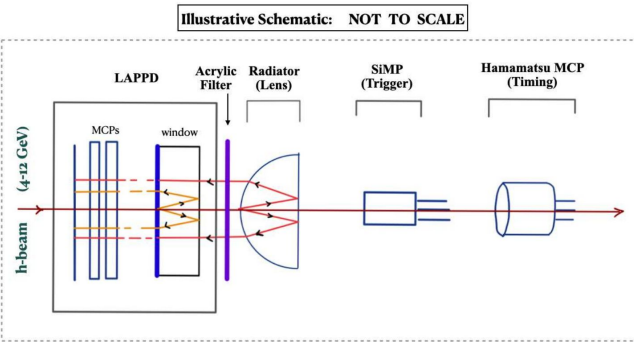 Illustrative Schematic: NOT TO SCALE
LAPPD
Acrylic
Filter
Radiator
(Lens)
SiMP
(Trigger)
Hamamatsu MCP
(Timing)
MCPs
window
h-beam (4-12 GeV)